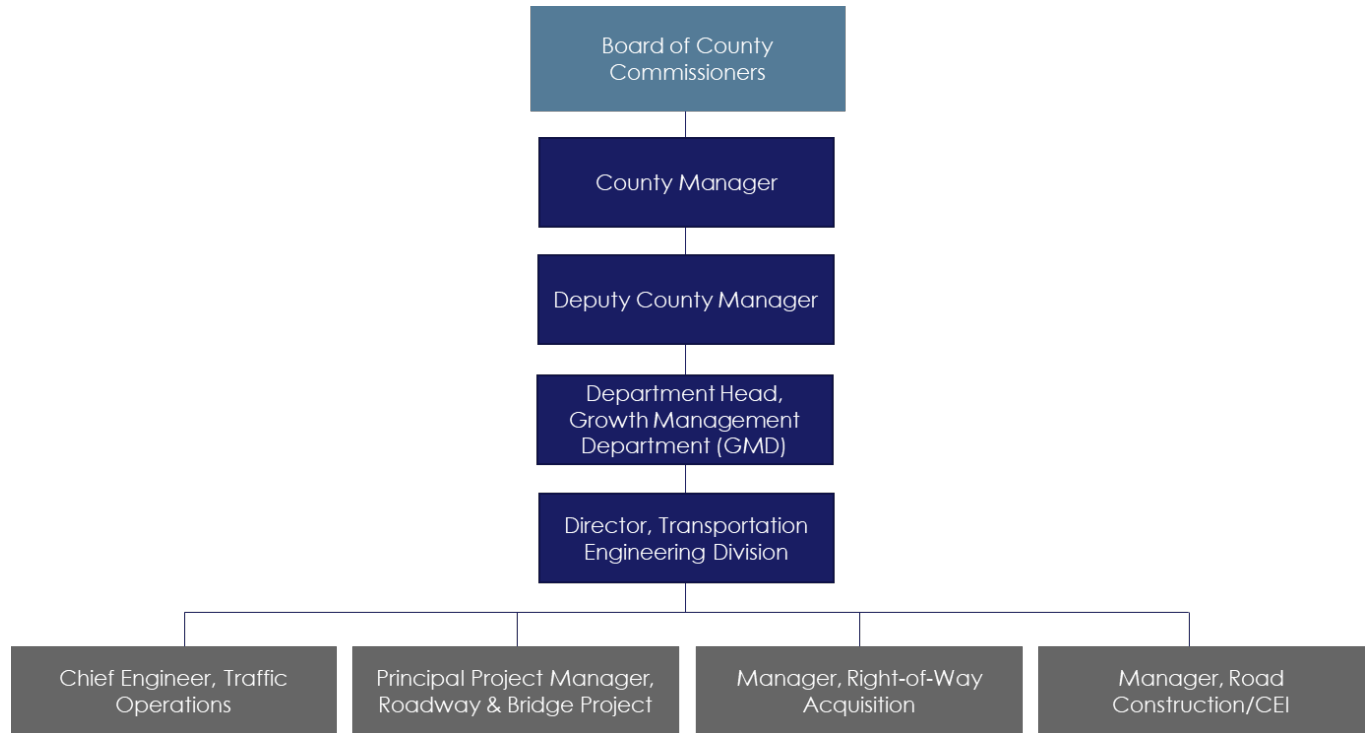 Board of County
Commissioners
County Manager
Deputy County Manager
Department Head,
Growth Management
Department (GMD)
Director, Transportation
Engineering Division
Chief Engineer, Traffic
Operations
Principal Project Manager,
Roadway & Bridge Project
Manager, Right-of-Way
Acquisition
Manager, Road
Construction/CEI